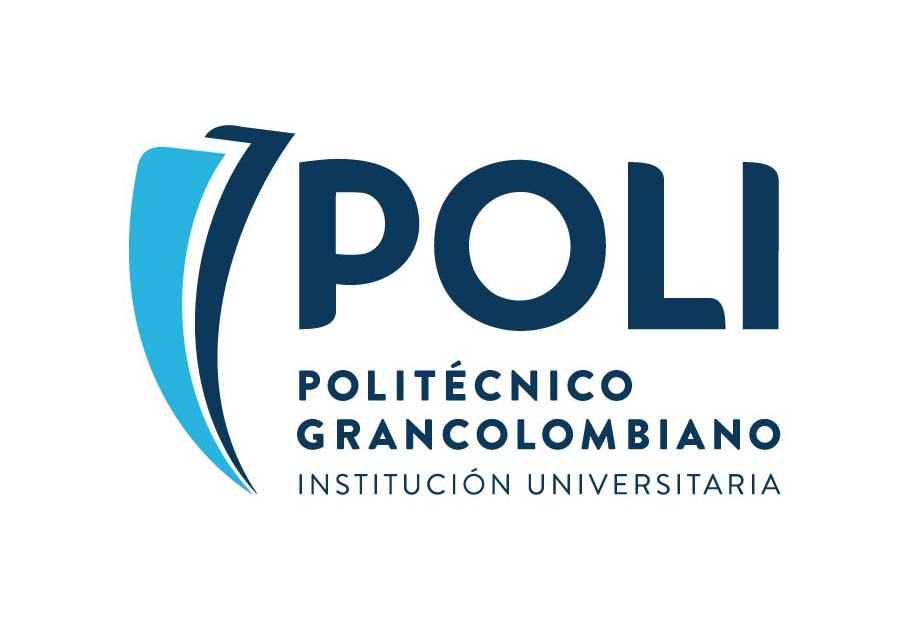 POLI
POLITÉCNICO
GRANCOLOMBIANO
INSTITUCIÓN UNIVERSITARIA